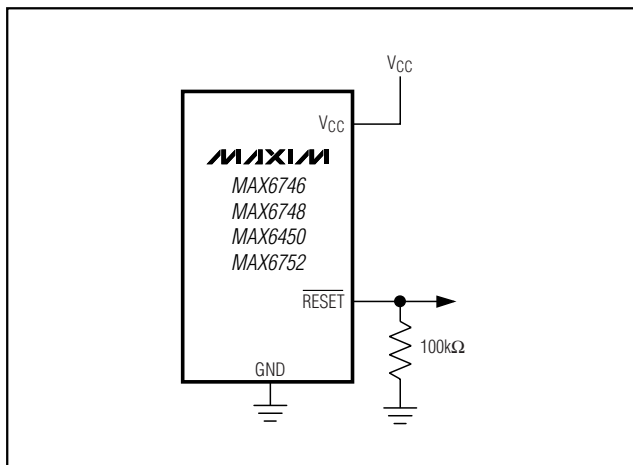 VCC
VCC
MAXIM
MAX6746
MAX6748
MAX6450
MAX6752
RESET
100kΩ
GND